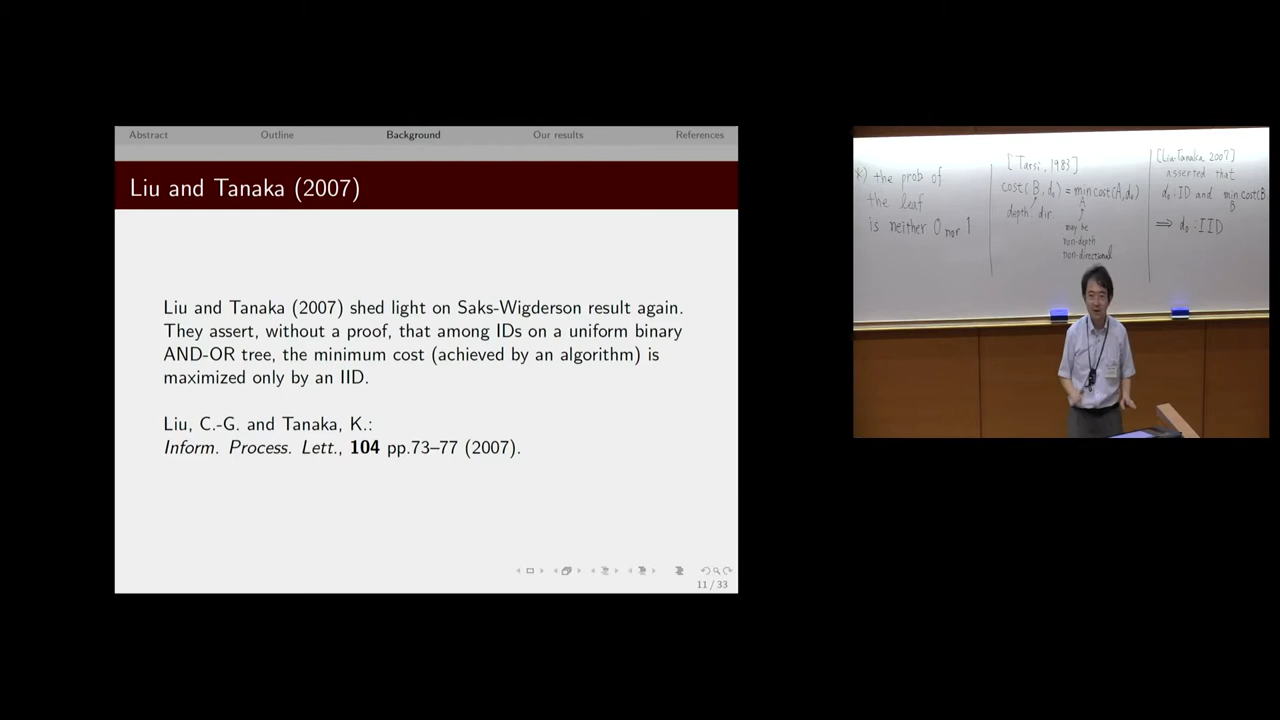 Abstract Outline Background Our results References
Liu and Tanaka (2007)
Liu and Tanaka (2007) shed light on Saks-Wigderson result again.
They assert, without a proof, that among IDs on a uniform binary
AND-OR tree, the minimum cost (achieved by an algorithm) is
maximized only by an IID.
Liu, C.-G. and Tanaka, K.:
Inform. Process. Lett., 104 pp.73–77 (2007).
11 / 33
*) the prob of
the leaf
is neither 0 nor 1
[Tarsi, 1983]
cost(B, d₀) = min cost(A, d₀)
A
depth. dir.
may be
non-depth
non-directional
[Liu-Tanaka 2007]
asserted that
d₀ : ID and min cost(B
B
⟹ d₀ : IID